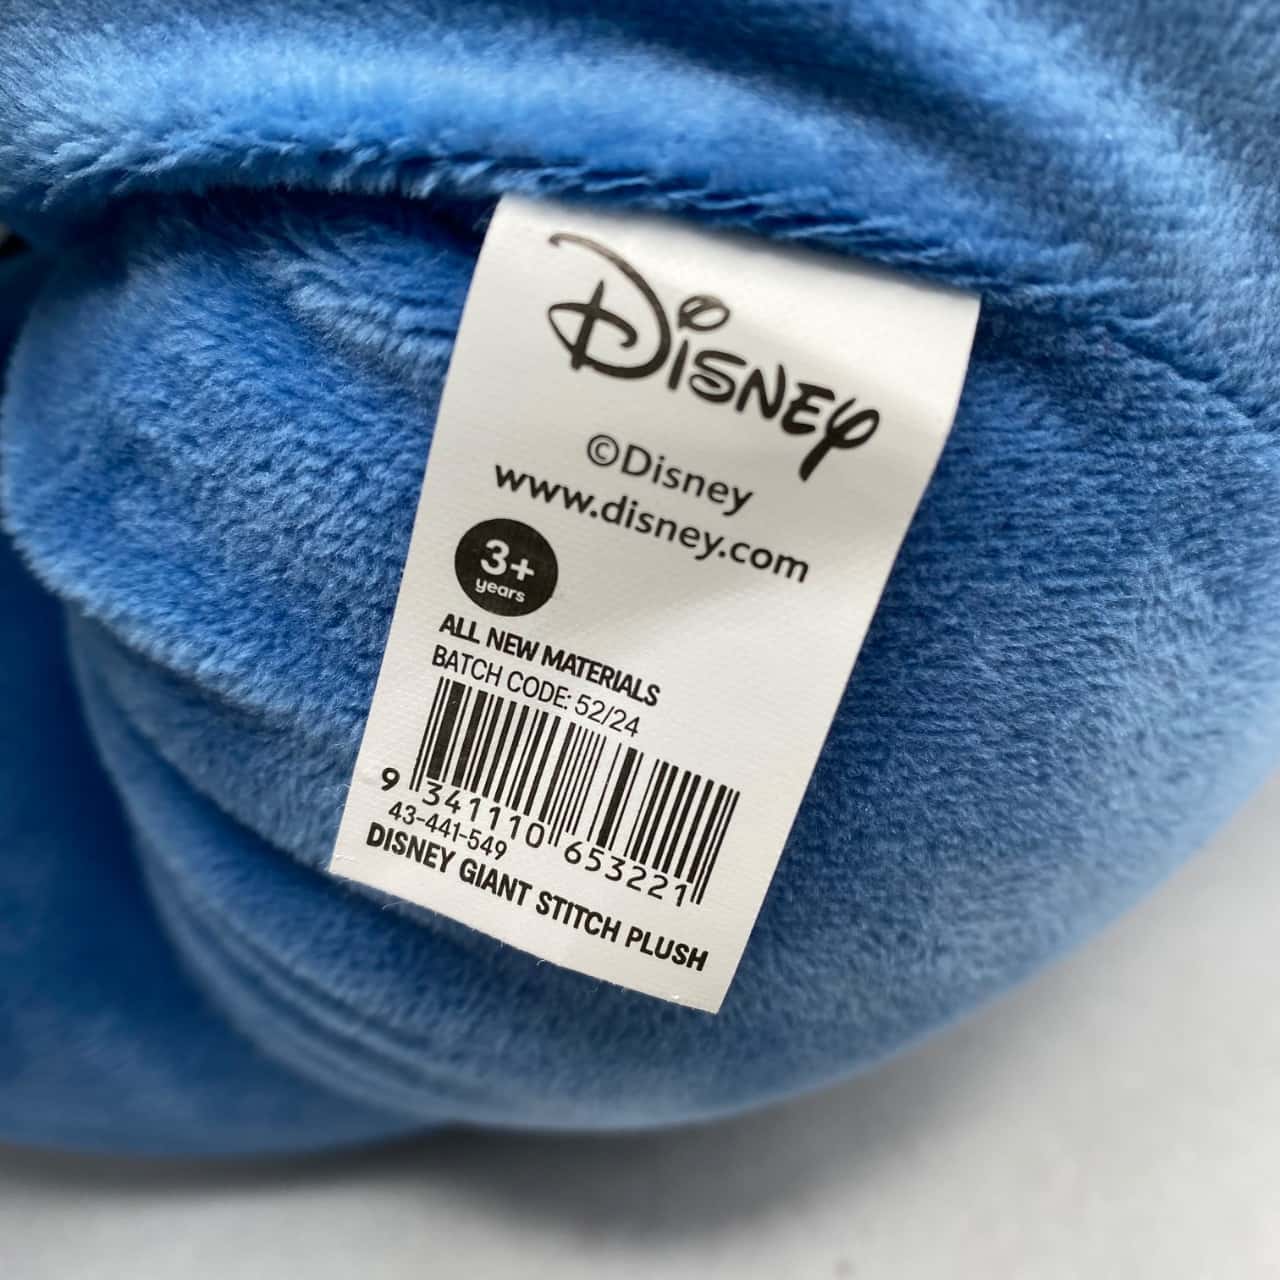 Disney
©Disney
www.disney.com
3+
years
ALL NEW MATERIALS
BATCH CODE: 52/24
9 341110 653221
43-441-549
DISNEY GIANT STITCH PLUSH